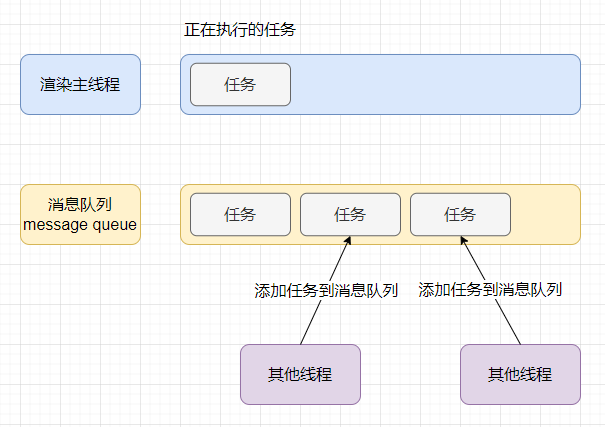 正在执行的任务
渲染主线程
任务
消息队列
message queue
任务
任务
任务
添加任务到消息队列
添加任务到消息队列
其他线程
其他线程